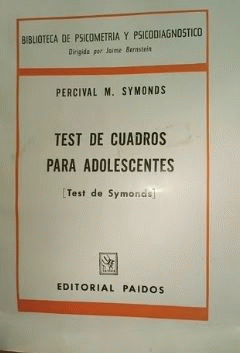 BIBLIOTECA DE PSICOMETRIA Y PSICODIAGNOSTICO
Dirigida por Jaime Bernstein
PERCIVAL M. SYMONDS
TEST DE CUADROS
PARA ADOLESCENTES
[Test de Symonds]
EDITORIAL PAIDOS